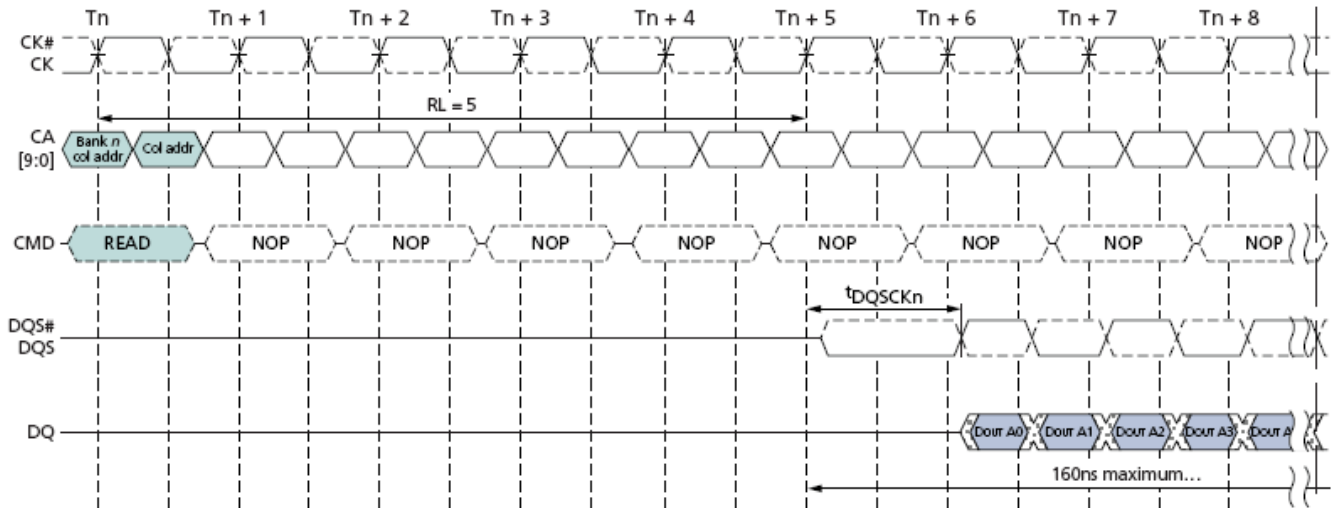 Tn Tn + 1 Tn + 2 Tn + 3 Tn + 4 Tn + 5 Tn + 6 Tn + 7 Tn + 8
CK#
CK
RL = 5
CA
[9:0]
Bank n
col addr
Col addr
CMD
READ NOP NOP NOP NOP NOP NOP NOP NOP
tDQSCKn
DQS#
DQS
DQ
DOUT A0 DOUT A1 DOUT A2 DOUT A3 DOUT A
160ns maximum...